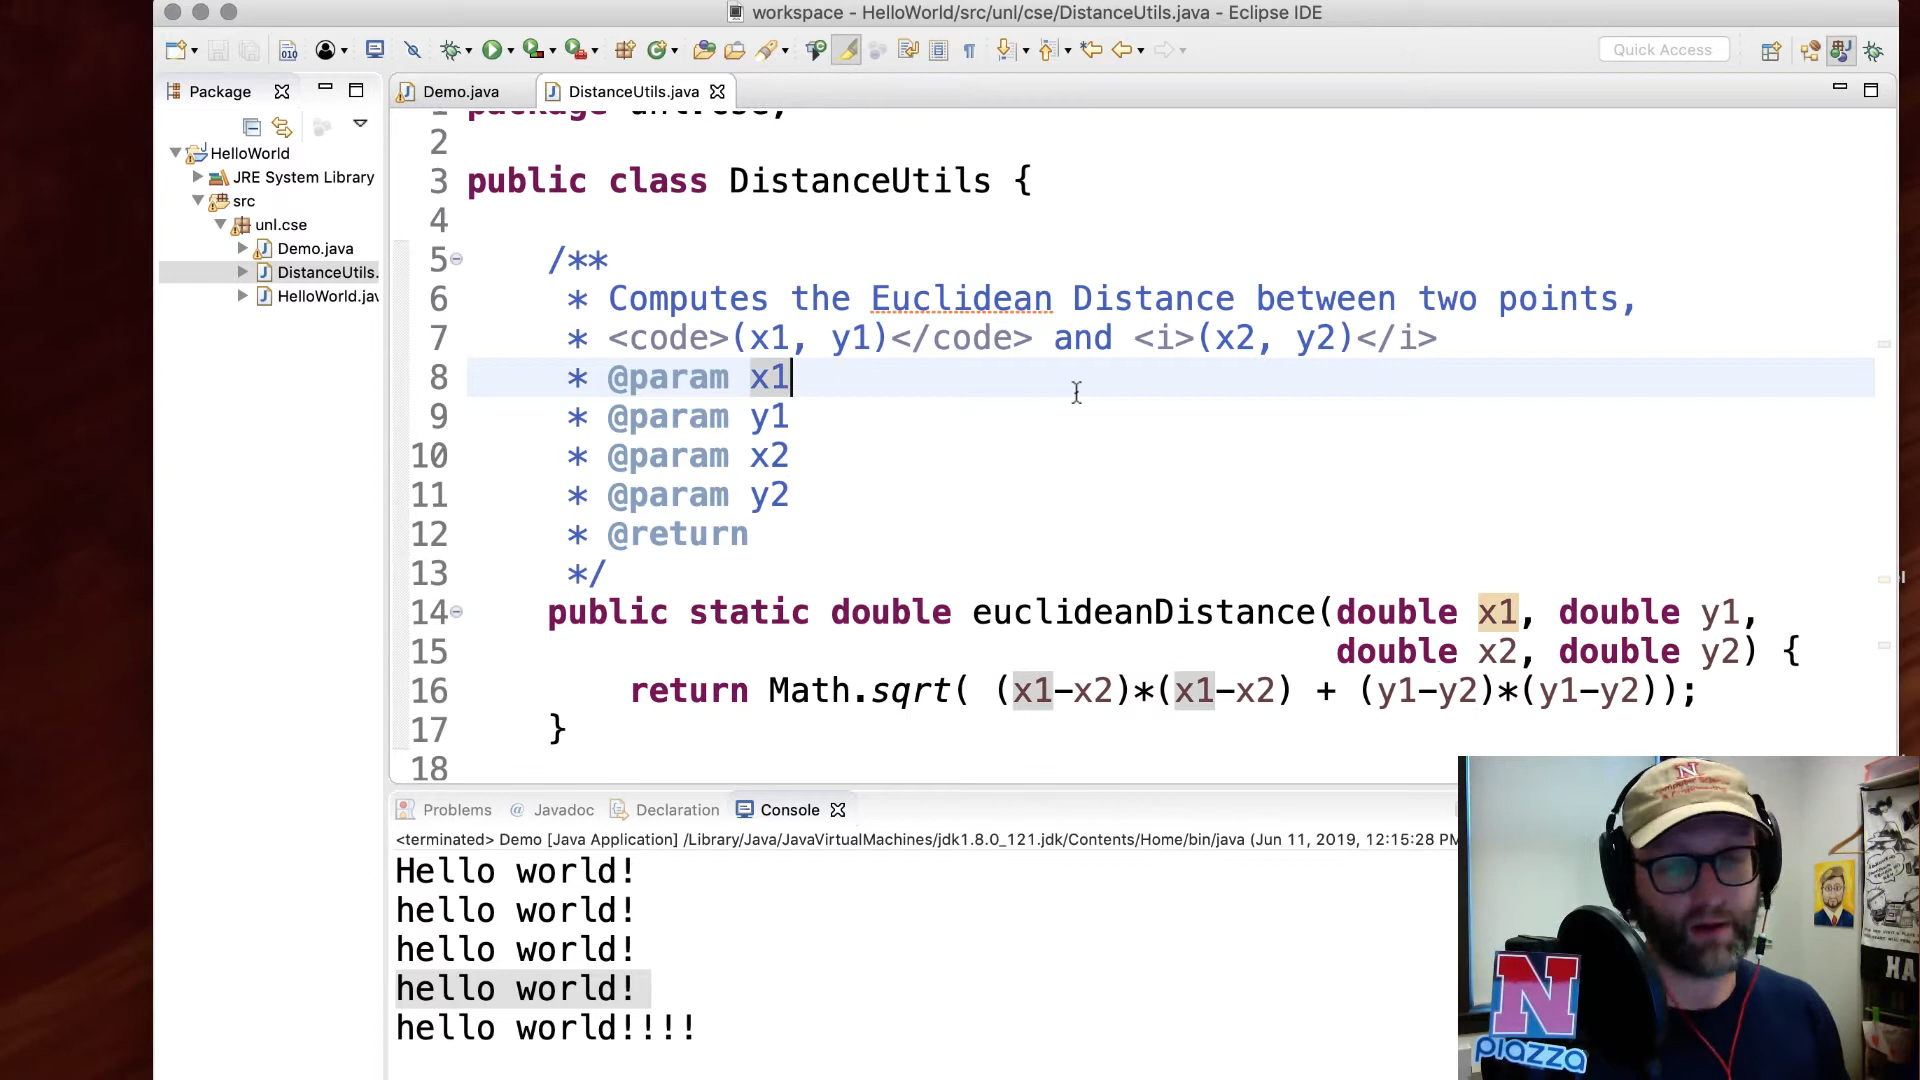 workspace - HelloWorld/src/unl/cse/DistanceUtils.java - Eclipse IDE
Quick Access
Package
Demo.java
DistanceUtils.java
HelloWorld
JRE System Library
src
unl.cse
Demo.java
DistanceUtils.
HelloWorld.jav
2
3 public class DistanceUtils {
4
5 /**
6 * Computes the Euclidean Distance between two points,
7 * <code>(x1, y1)</code> and <i>(x2, y2)</i>
8 * @param x1
9 * @param y1
10 * @param x2
11 * @param y2
12 * @return
13 */
14 public static double euclideanDistance(double x1, double y1,
15 double x2, double y2) {
16 return Math.sqrt( (x1-x2)*(x1-x2) + (y1-y2)*(y1-y2));
17 }
18
Problems Javadoc Declaration Console
<terminated> Demo [Java Application] /Library/Java/JavaVirtualMachines/jdk1.8.0_121.jdk/Contents/Home/bin/java (Jun 11, 2019, 12:15:28 PM
Hello world!
hello world!
hello world!
hello world!
hello world!!!!
N
N
piazza
HA